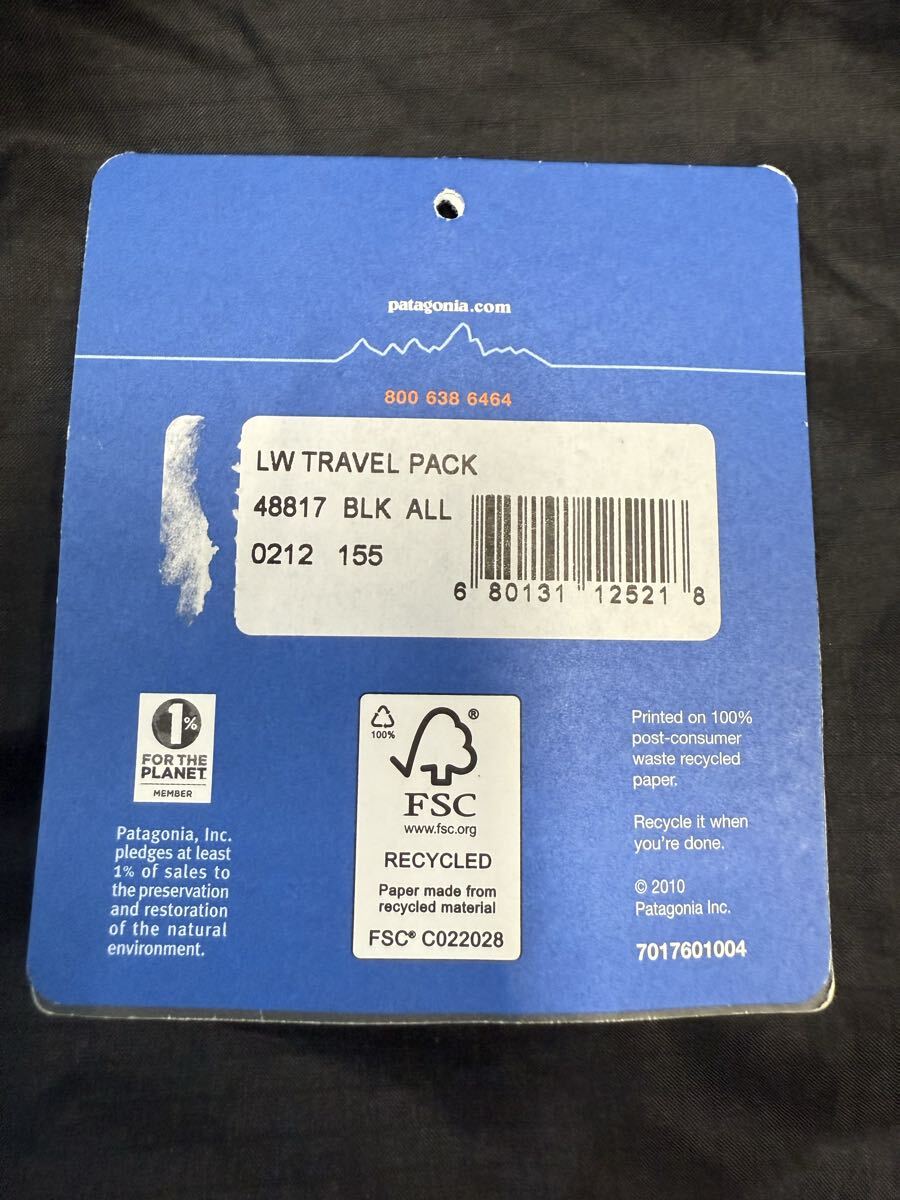 patagonia.com
800 638 6464
LW TRAVEL PACK
48817 BLK ALL
0212 155
6 80131 12521 8
1%
FOR THE
PLANET
MEMBER
Patagonia, Inc.
pledges at least
1% of sales to
the preservation
and restoration
of the natural
environment.
100%
®
FSC
www.fsc.org
RECYCLED
Paper made from
recycled material
FSC® C022028
Printed on 100%
post-consumer
waste recycled
paper.
Recycle it when
you're done.
© 2010
Patagonia Inc.
7017601004